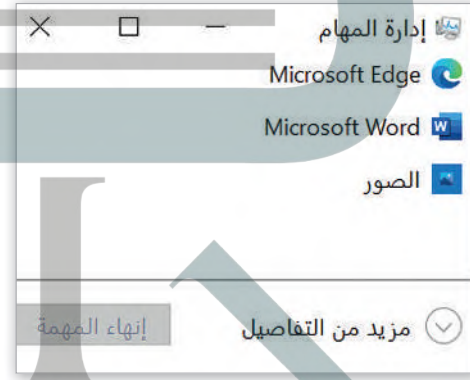 إدارة المهام
Microsoft Edge
Microsoft Word
الصور
مزيد من التفاصيل
إنهاء المهمة